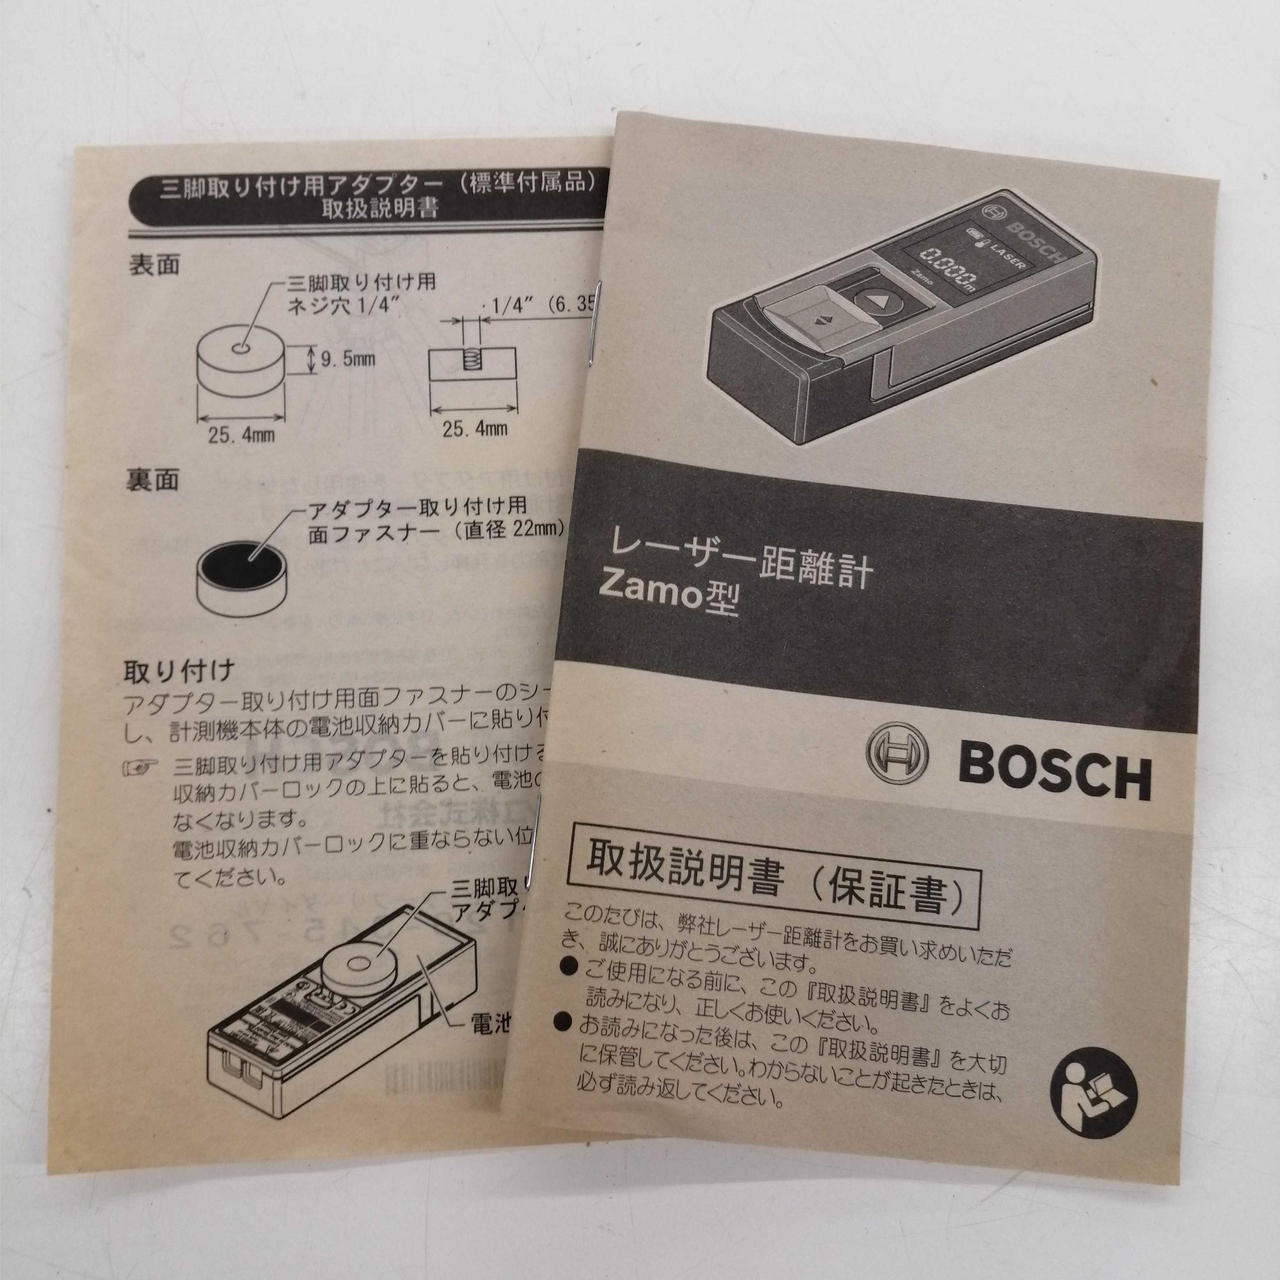 三脚取り付け用アダプター（標準付属品）
取扱説明書
表面
三脚取り付け用
ネジ穴 1/4″
1/4″（6.35
9.5mm
25.4mm
25.4mm
裏面
アダプター取り付け用
面ファスナー（直径 22mm）
取り付け
アダプター取り付け用面ファスナーのシー
し、計測機本体の電池収納カバーに貼り付
☞ 三脚取り付け用アダプターを貼り付ける
収納カバーロックの上に貼ると、電池の
なくなります。
電池収納カバーロックに重ならない位
てください。
三脚取り
アダプ
電池
BOSCH
LASER
0.000m
Zamo
レーザー距離計
Zamo型
BOSCH
取扱説明書（保証書）
このたびは、弊社レーザー距離計をお買い求めいただ
き、誠にありがとうございます。
● ご使用になる前に、この『取扱説明書』をよくお
読みになり、正しくお使いください。
● お読みになった後は、この『取扱説明書』を大切
に保管してください。わからないことが起きたときは、
必ず読み返してください。